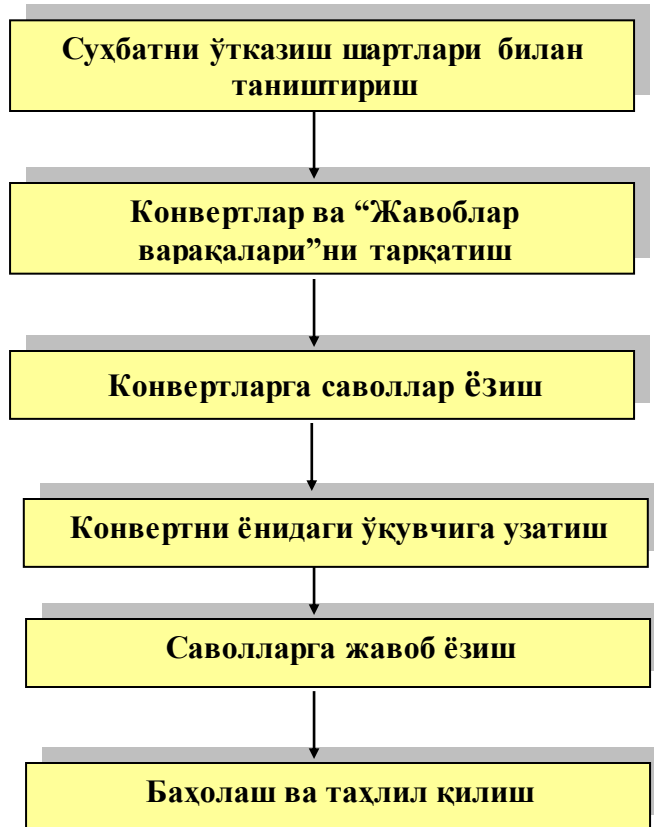 Суҳбатни ўтказиш шартлари билан
таништириш
Конвертлар ва “Жавоблар
варақалари”ни тарқатиш
Конвертларга саволлар ёзиш
Конвертни ёнидаги ўқувчига узатиш
Саволларга жавоб ёзиш
Баҳолаш ва таҳлил қилиш